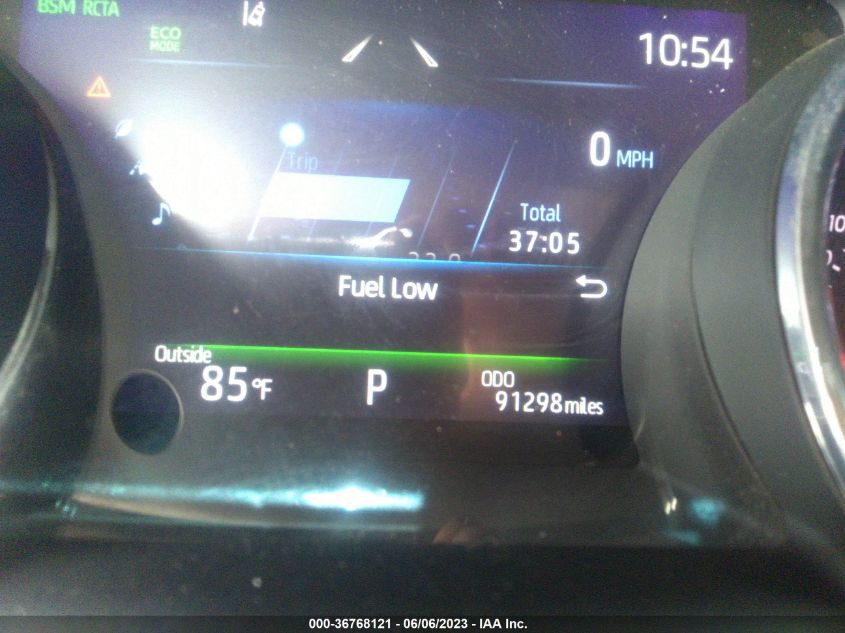 BSM RCTA
ECO
MODE
10:54
Trip
0 MPH
Total
37:05
Fuel Low
Outside
85°F
P
ODO
91298 miles
10
000-36768121 - 06/06/2023 - IAA Inc.